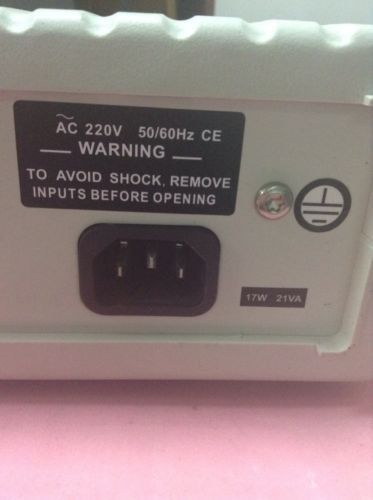 AC 220V 50/60Hz CE
WARNING
TO AVOID SHOCK, REMOVE
INPUTS BEFORE OPENING
17W 21VA